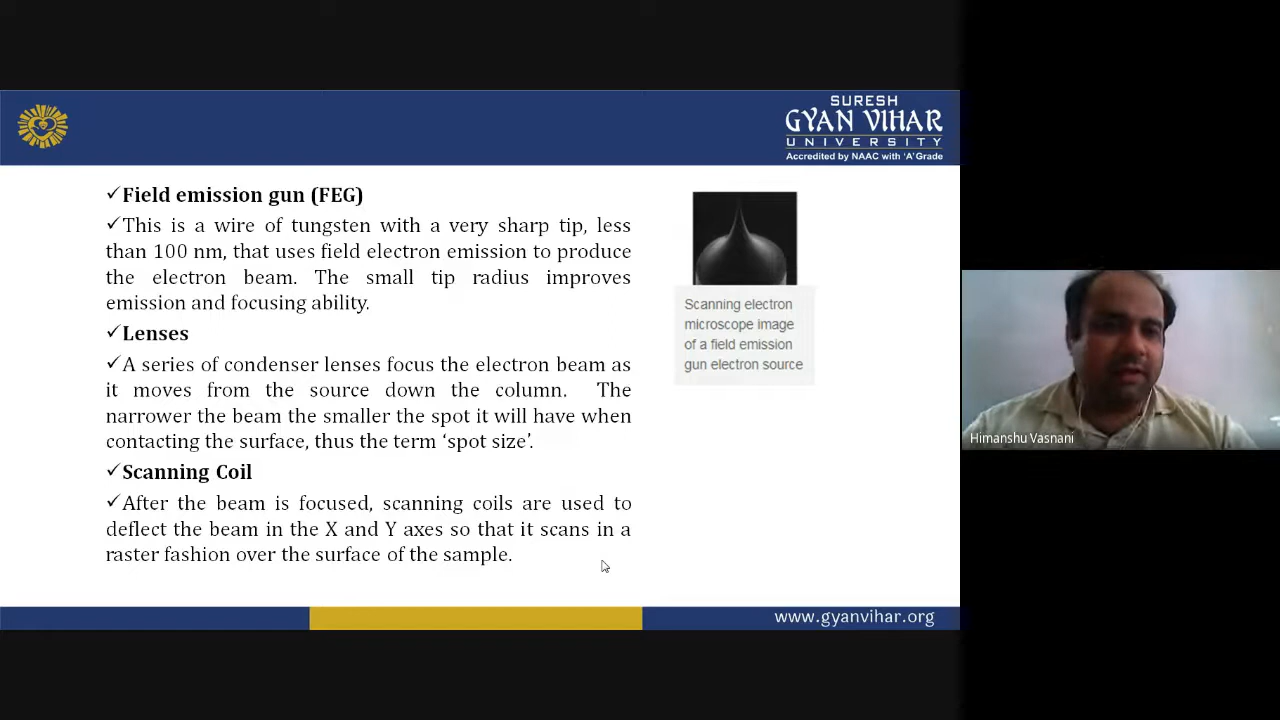 SURESH
GYAN VIHAR
UNIVERSITY
Accredited by NAAC with 'A' Grade
✓Field emission gun (FEG)
✓This is a wire of tungsten with a very sharp tip, less
than 100 nm, that uses field electron emission to produce
the electron beam. The small tip radius improves
emission and focusing ability.
✓Lenses
✓A series of condenser lenses focus the electron beam as
it moves from the source down the column. The
narrower the beam the smaller the spot it will have when
contacting the surface, thus the term ‘spot size’.
✓Scanning Coil
✓After the beam is focused, scanning coils are used to
deflect the beam in the X and Y axes so that it scans in a
raster fashion over the surface of the sample.
Scanning electron
microscope image
of a field emission
gun electron source
Himanshu Vasnani
www.gyanvihar.org